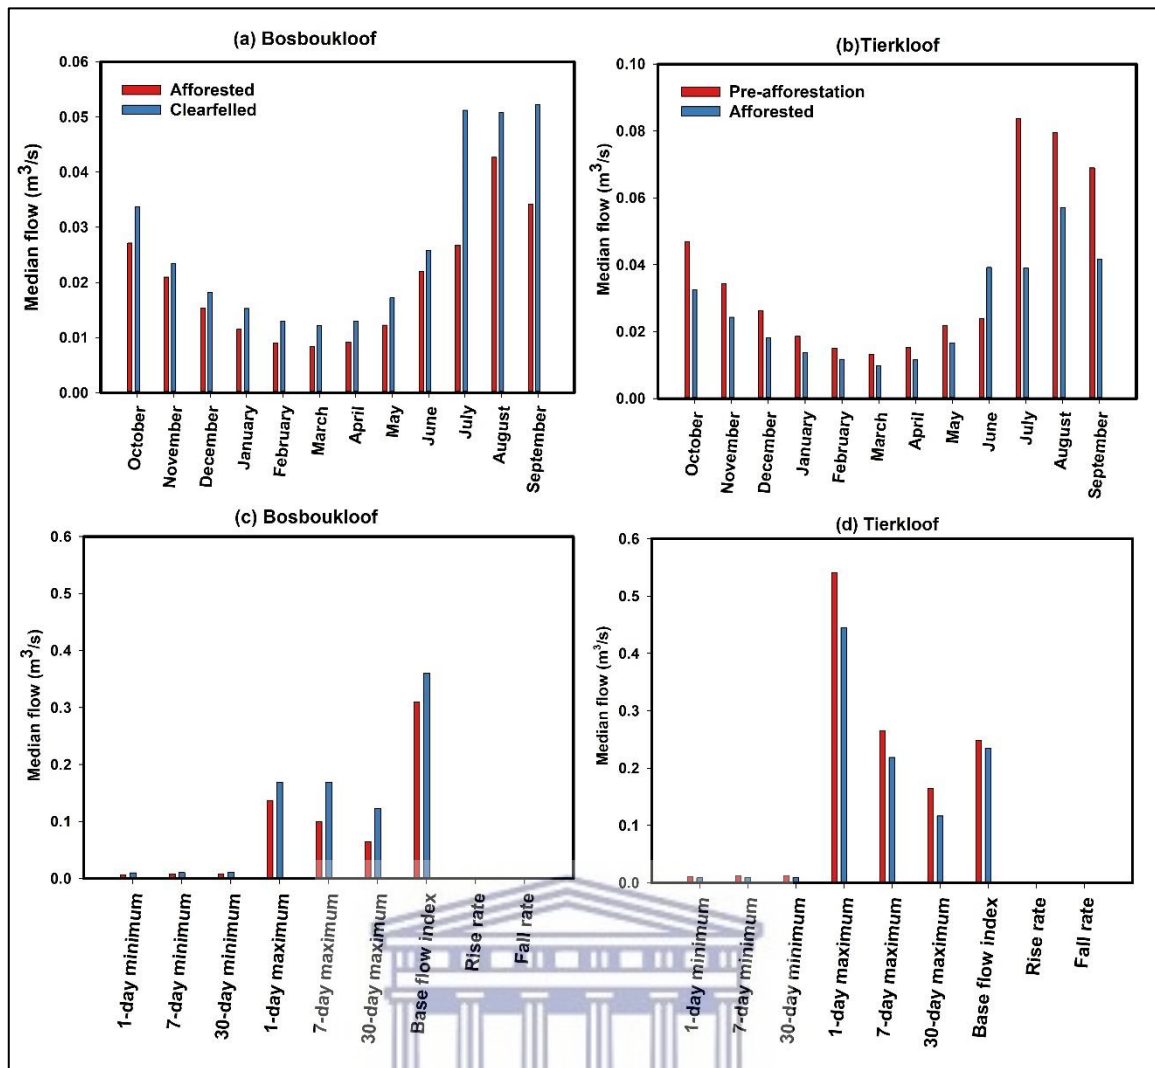 (a) Bosboukloof
Median flow (m³/s)
0.06
0.05
0.04
0.03
0.02
0.01
0.00
Afforested
Clearfelled
October
November
December
January
February
March
April
May
June
July
August
September
(b)Tierkloof
Median flow (m³/s)
0.10
0.08
0.06
0.04
0.02
0.00
Pre-afforestation
Afforested
October
November
December
January
February
March
April
May
June
July
August
September
(c) Bosboukloof
Median flow (m³/s)
0.6
0.5
0.4
0.3
0.2
0.1
0.0
1-day minimum
7-day minimum
30-day minimum
1-day maximum
7-day maximum
30-day maximum
Base flow index
Rise rate
Fall rate
(d) Tierkloof
Median flow (m³/s)
0.6
0.5
0.4
0.3
0.2
0.1
0.0
1-day minimum
7-day minimum
30-day minimum
1-day maximum
7-day maximum
30-day maximum
Base flow index
Rise rate
Fall rate